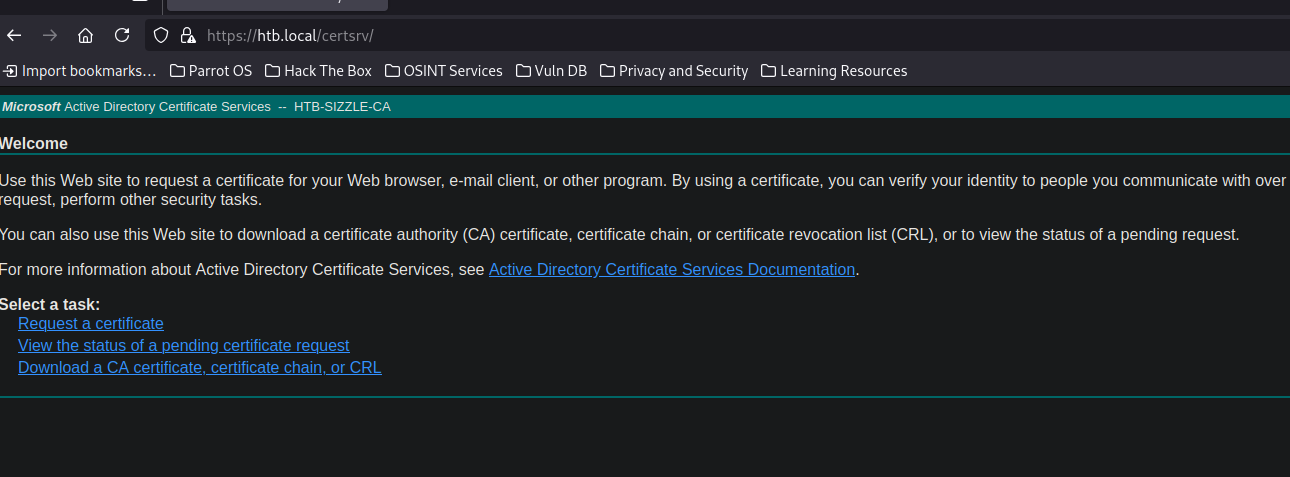 https://htb.local/certsrv/
Import bookmarks… Parrot OS Hack The Box OSINT Services Vuln DB Privacy and Security Learning Resources
Microsoft Active Directory Certificate Services -- HTB-SIZZLE-CA
Welcome
Use this Web site to request a certificate for your Web browser, e-mail client, or other program. By using a certificate, you can verify your identity to people you communicate with over
request, perform other security tasks.
You can also use this Web site to download a certificate authority (CA) certificate, certificate chain, or certificate revocation list (CRL), or to view the status of a pending request.
For more information about Active Directory Certificate Services, see Active Directory Certificate Services Documentation.
Select a task:
Request a certificate
View the status of a pending certificate request
Download a CA certificate, certificate chain, or CRL